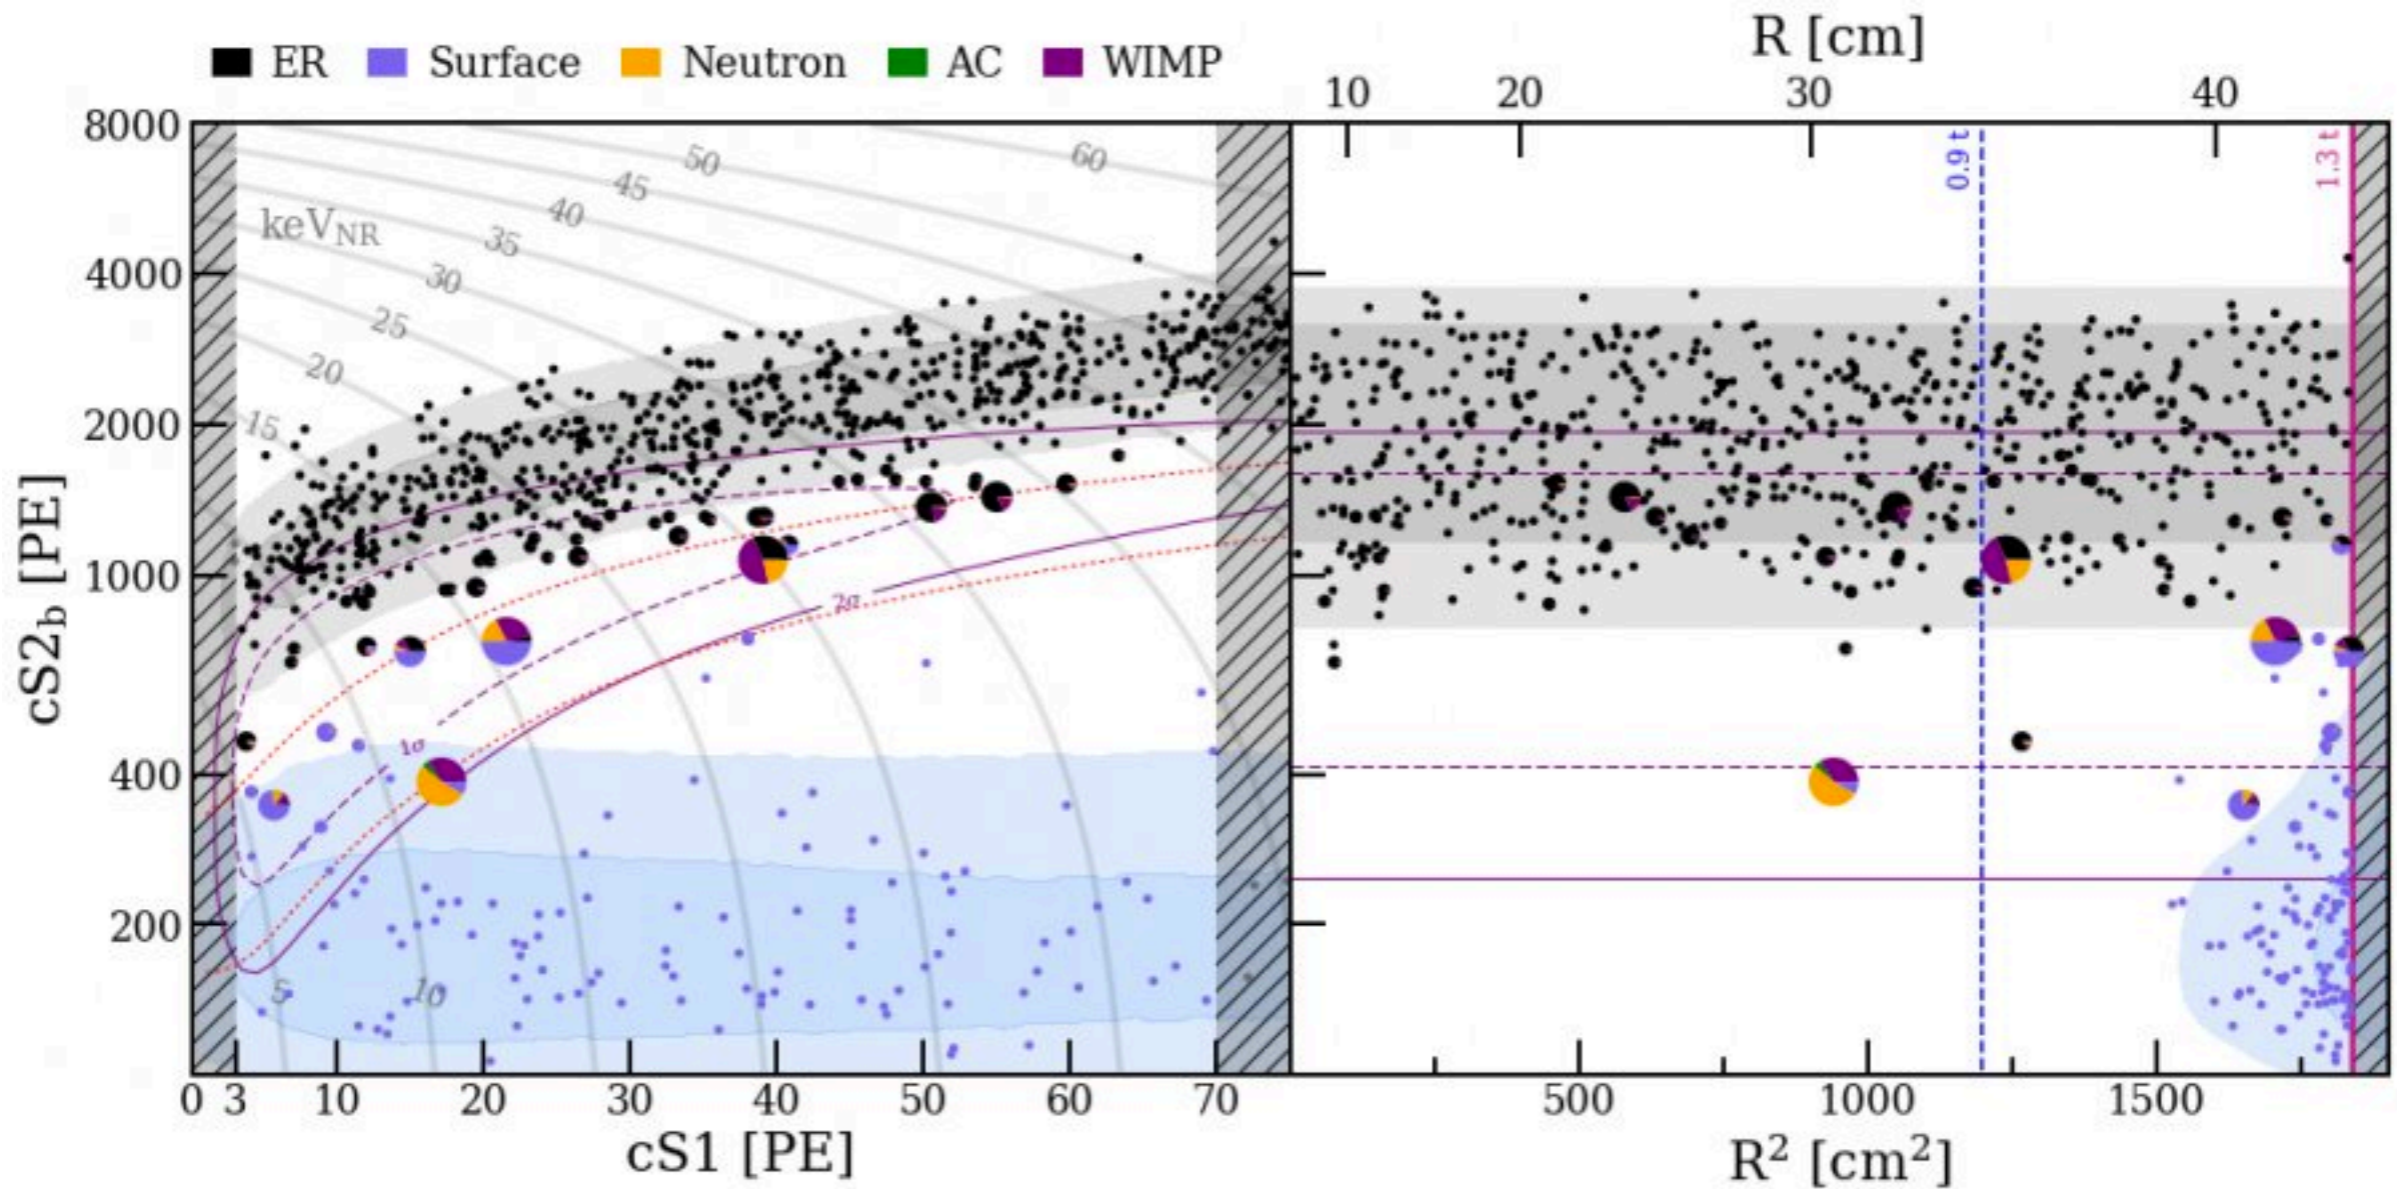 ER Surface Neutron AC WIMP
R [cm]
10 20 30 40
8000
4000
2000
1000
400
200
cS2b [PE]
keVNR
15
20
25
30
35
40
45
50
60
5
10
1σ
2σ
0.9 t
1.3 t
0 3 10 20 30 40 50 60 70
cS1 [PE]
500 1000 1500
R² [cm²]